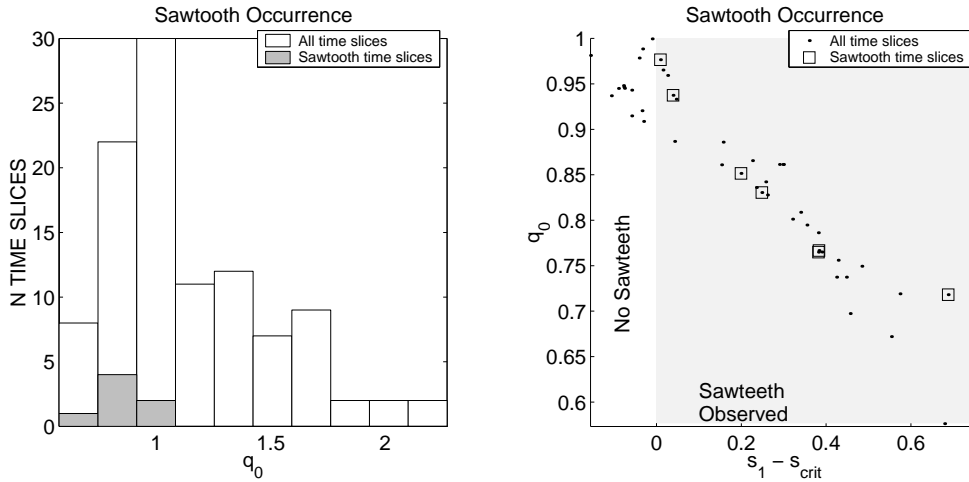 Sawtooth Occurrence
All time slices
Sawtooth time slices
30
25
20
15
10
5
0
N TIME SLICES
1
1.5
2
q0
Sawtooth Occurrence
All time slices
Sawtooth time slices
1
0.95
0.9
0.85
0.8
0.75
0.7
0.65
0.6
q0
No Sawteeth
Sawteeth
Observed
0
0.2
0.4
0.6
s1 − scrit